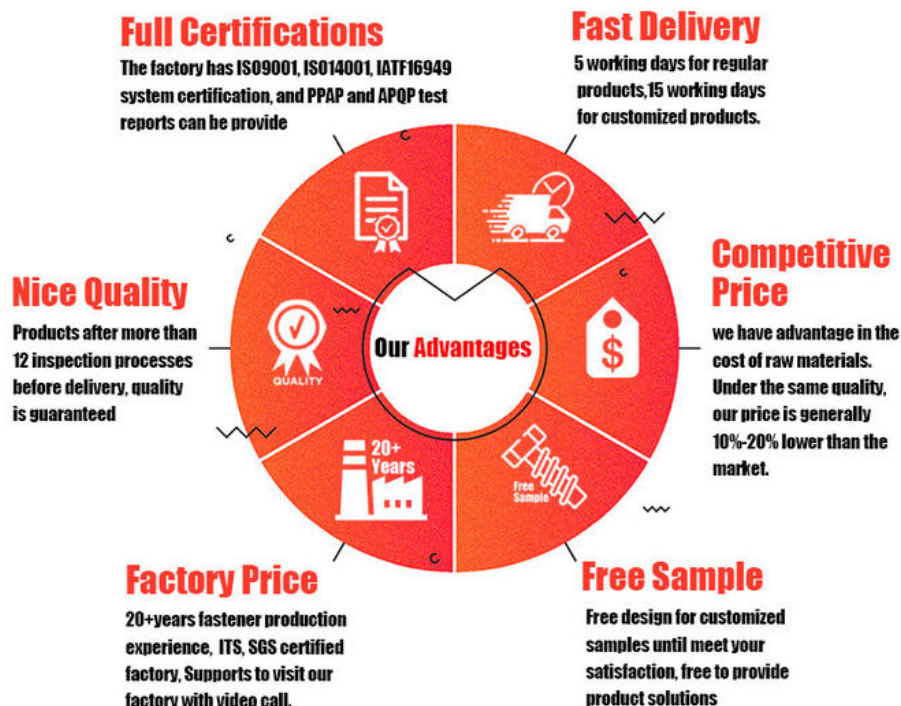 Full Certifications
The factory has ISO9001, ISO14001, IATF16949
system certification, and PPAP and APQP test
reports can be provide
Fast Delivery
5 working days for regular
products,15 working days
for customized products.
Nice Quality
Products after more than
12 inspection processes
before delivery, quality
is guaranteed
QUALITY
Our Advantages
Competitive
Price
$
we have advantage in the
cost of raw materials.
Under the same quality,
our price is generally
10%-20% lower than the
market.
20+
Years
Free
Sample
Factory Price
20+years fastener production
experience, ITS, SGS certified
factory, Supports to visit our
factory with video call.
Free Sample
Free design for customized
samples until meet your
satisfaction, free to provide
product solutions